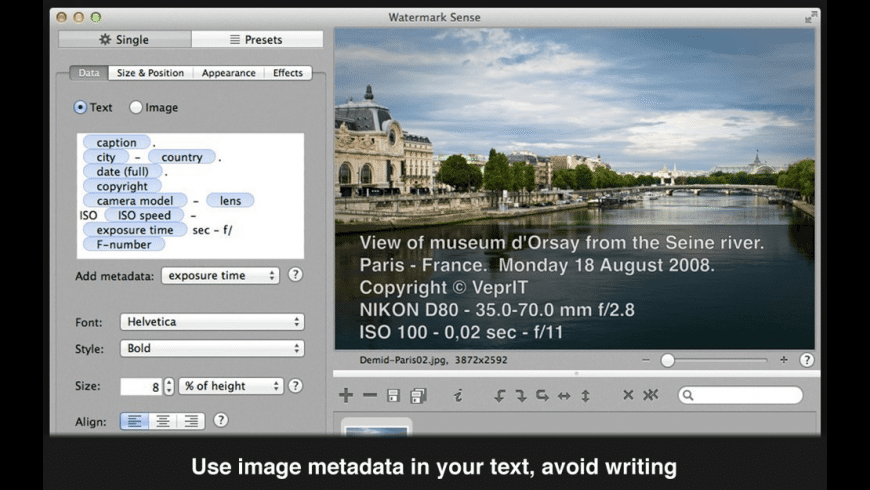 Watermark Sense
Single
Presets
Data
Size & Position
Appearance
Effects
Text
Image
caption .
city - country .
date (full) .
copyright
camera model - lens
ISO ISO speed -
exposure time sec - f/
F-number
Add metadata: exposure time ?
Font: Helvetica
Style: Bold
Size: 8 % of height ?
Align: ?
View of museum d'Orsay from the Seine river.
Paris - France.  Monday 18 August 2008.
Copyright © VeprIT
NIKON D80 - 35.0-70.0 mm f/2.8
ISO 100 - 0,02 sec - f/11
Demid-Paris02.jpg, 3872x2592 ?
Use image metadata in your text, avoid writing